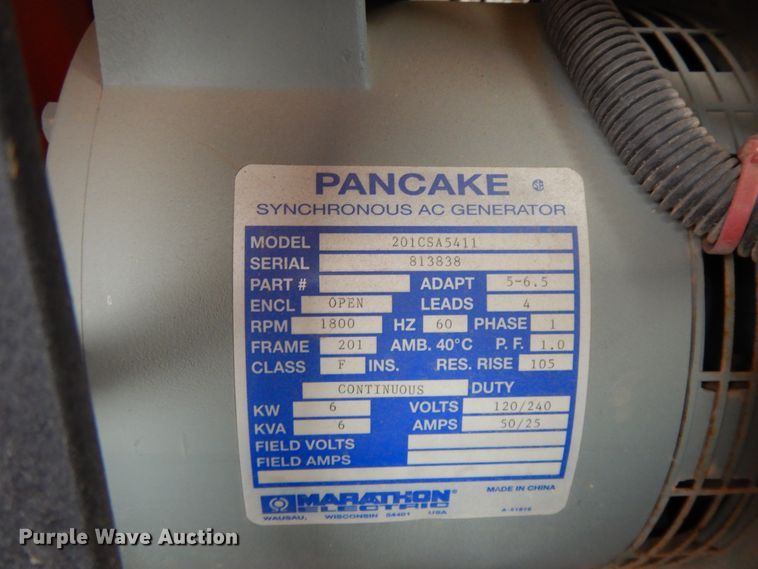 PANCAKE
SYNCHRONOUS AC GENERATOR
MODEL 201CSA5411
SERIAL 813838
PART # ADAPT 5-6.5
ENCL OPEN LEADS 4
RPM 1800 HZ 60 PHASE 1
FRAME 201 AMB. 40°C P. F. 1.0
CLASS F INS. RES. RISE 105
CONTINUOUS DUTY
KW 6 VOLTS 120/240
KVA 6 AMPS 50/25
FIELD VOLTS
FIELD AMPS
MADE IN CHINA
MARATHON®
ELECTRIC
WAUSAU, WISCONSIN 54401 USA
Purple Wave Auction